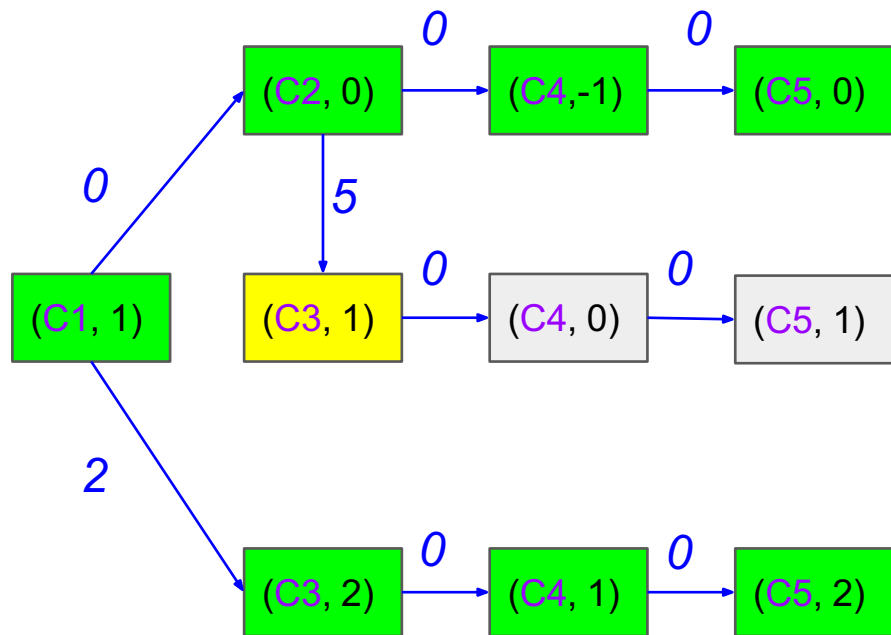 0 0
(C2, 0) (C4,-1) (C5, 0)
0 5
0 0
(C1, 1) (C3, 1) (C4, 0) (C5, 1)
2
0 0
(C3, 2) (C4, 1) (C5, 2)